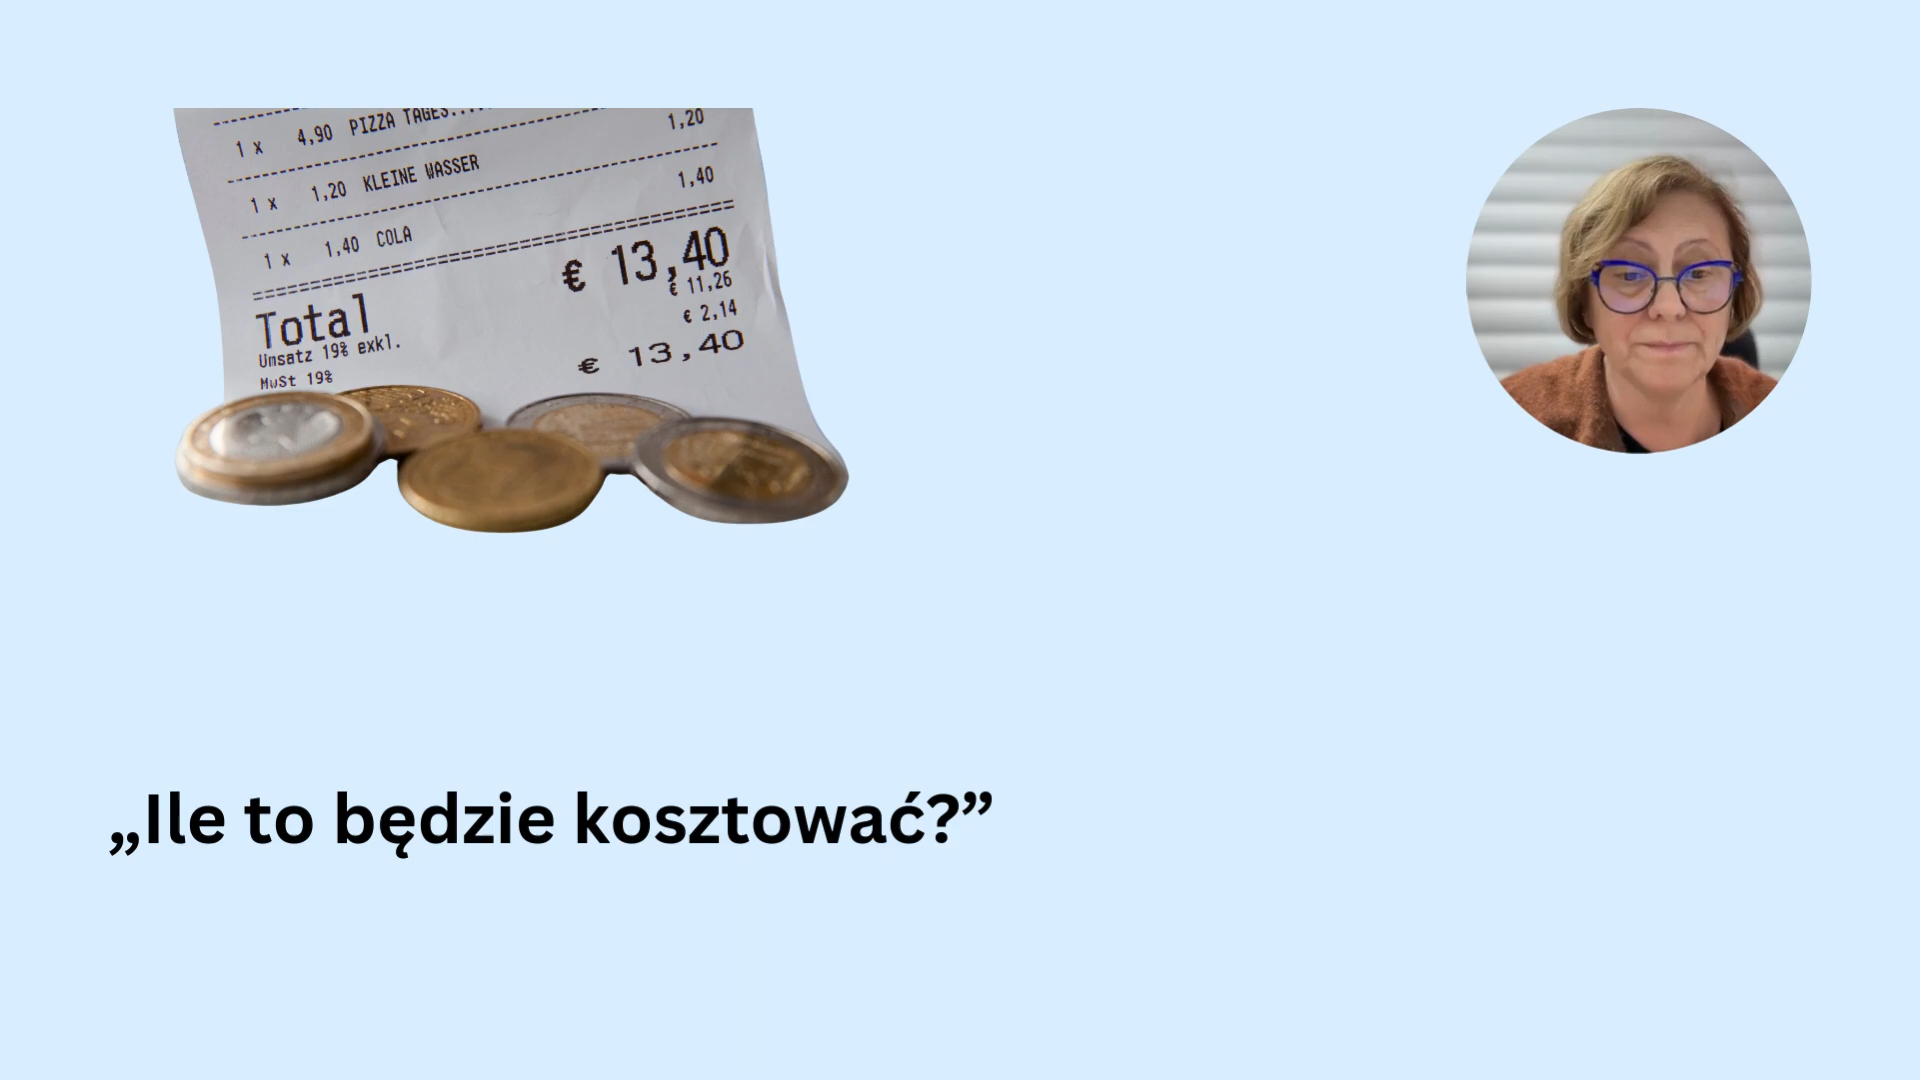 1 x 4,90 PIZZA TAGES....
1,20
1 x 1,20 KLEINE WASSER
1,40
1 x 1,40 COLA
Total € 13,40
Umsatz 19% exkl. € 11,26
MwSt 19% € 2,14
€ 13,40
„Ile to będzie kosztować?”